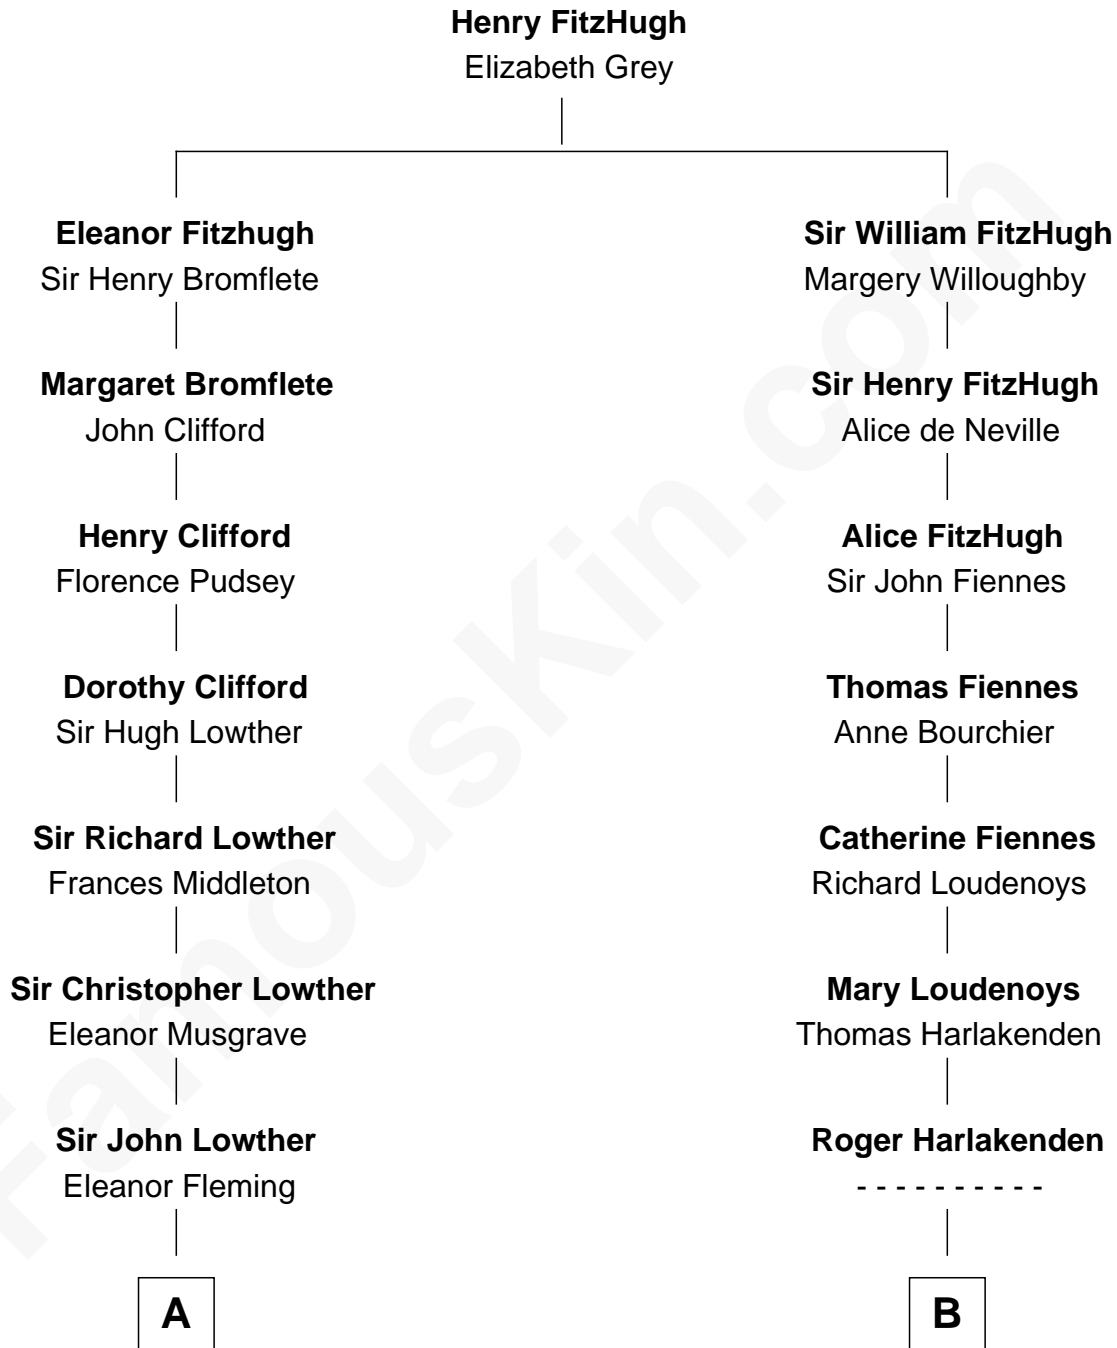 Henry FitzHugh
Elizabeth Grey
Eleanor Fitzhugh
Sir Henry Bromflete
Margaret Bromflete
John Clifford
Henry Clifford
Florence Pudsey
Dorothy Clifford
Sir Hugh Lowther
Sir Richard Lowther
Frances Middleton
Sir Christopher Lowther
Eleanor Musgrave
Sir John Lowther
Eleanor Fleming
A
Sir William FitzHugh
Margery Willoughby
Sir Henry FitzHugh
Alice de Neville
Alice FitzHugh
Sir John Fiennes
Thomas Fiennes
Anne Bourchier
Catherine Fiennes
Richard Loudenoys
Mary Loudenoys
Thomas Harlakenden
Roger Harlakenden
- - - - - - - - - -
B
FamousKin.com